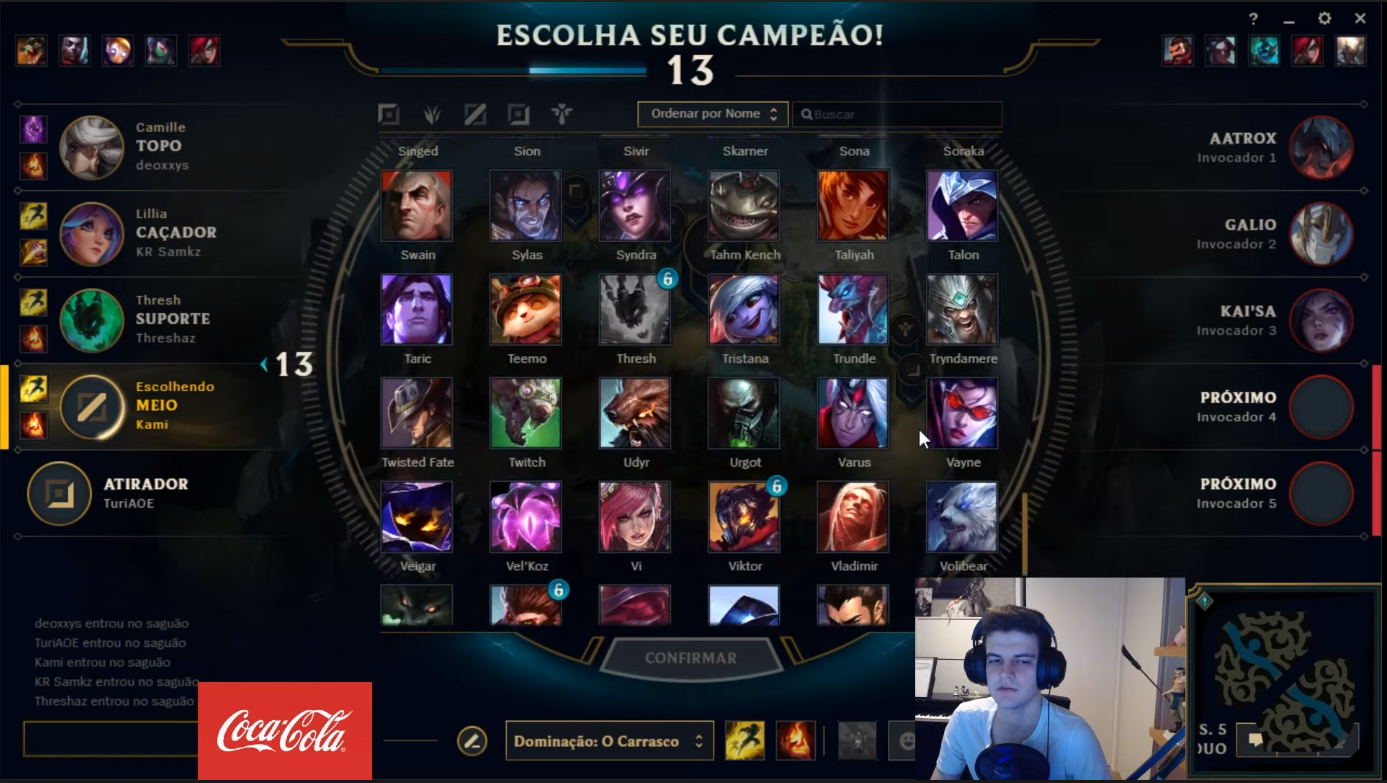 ESCOLHA SEU CAMPEÃO!
13
?
Ordenar por Nome
Buscar
Camille
TOPO
deoxxys
Lillia
CAÇADOR
KR Samkz
Thresh
SUPORTE
Threshaz
13
Escolhendo
MEIO
Kami
ATIRADOR
TuriAOE
Singed
Sion
Sivir
Skarner
Sona
Soraka
Swain
Sylas
Syndra
Tahm Kench
Taliyah
Talon
6
Taric
Teemo
Thresh
Tristana
Trundle
Tryndamere
Twisted Fate
Twitch
Udyr
Urgot
Varus
Vayne
6
Veigar
Vel'Koz
Vi
Viktor
Vladimir
Volibear
6
CONFIRMAR
AATROX
Invocador 1
GALIO
Invocador 2
KAI'SA
Invocador 3
PRÓXIMO
Invocador 4
PRÓXIMO
Invocador 5
deoxxys entrou no saguão
TuriAOE entrou no saguão
Kami entrou no saguão
KR Samkz entrou no saguão
Threshaz entrou no saguão
Coca-Cola
Dominação: O Carrasco
S. 5
DUO